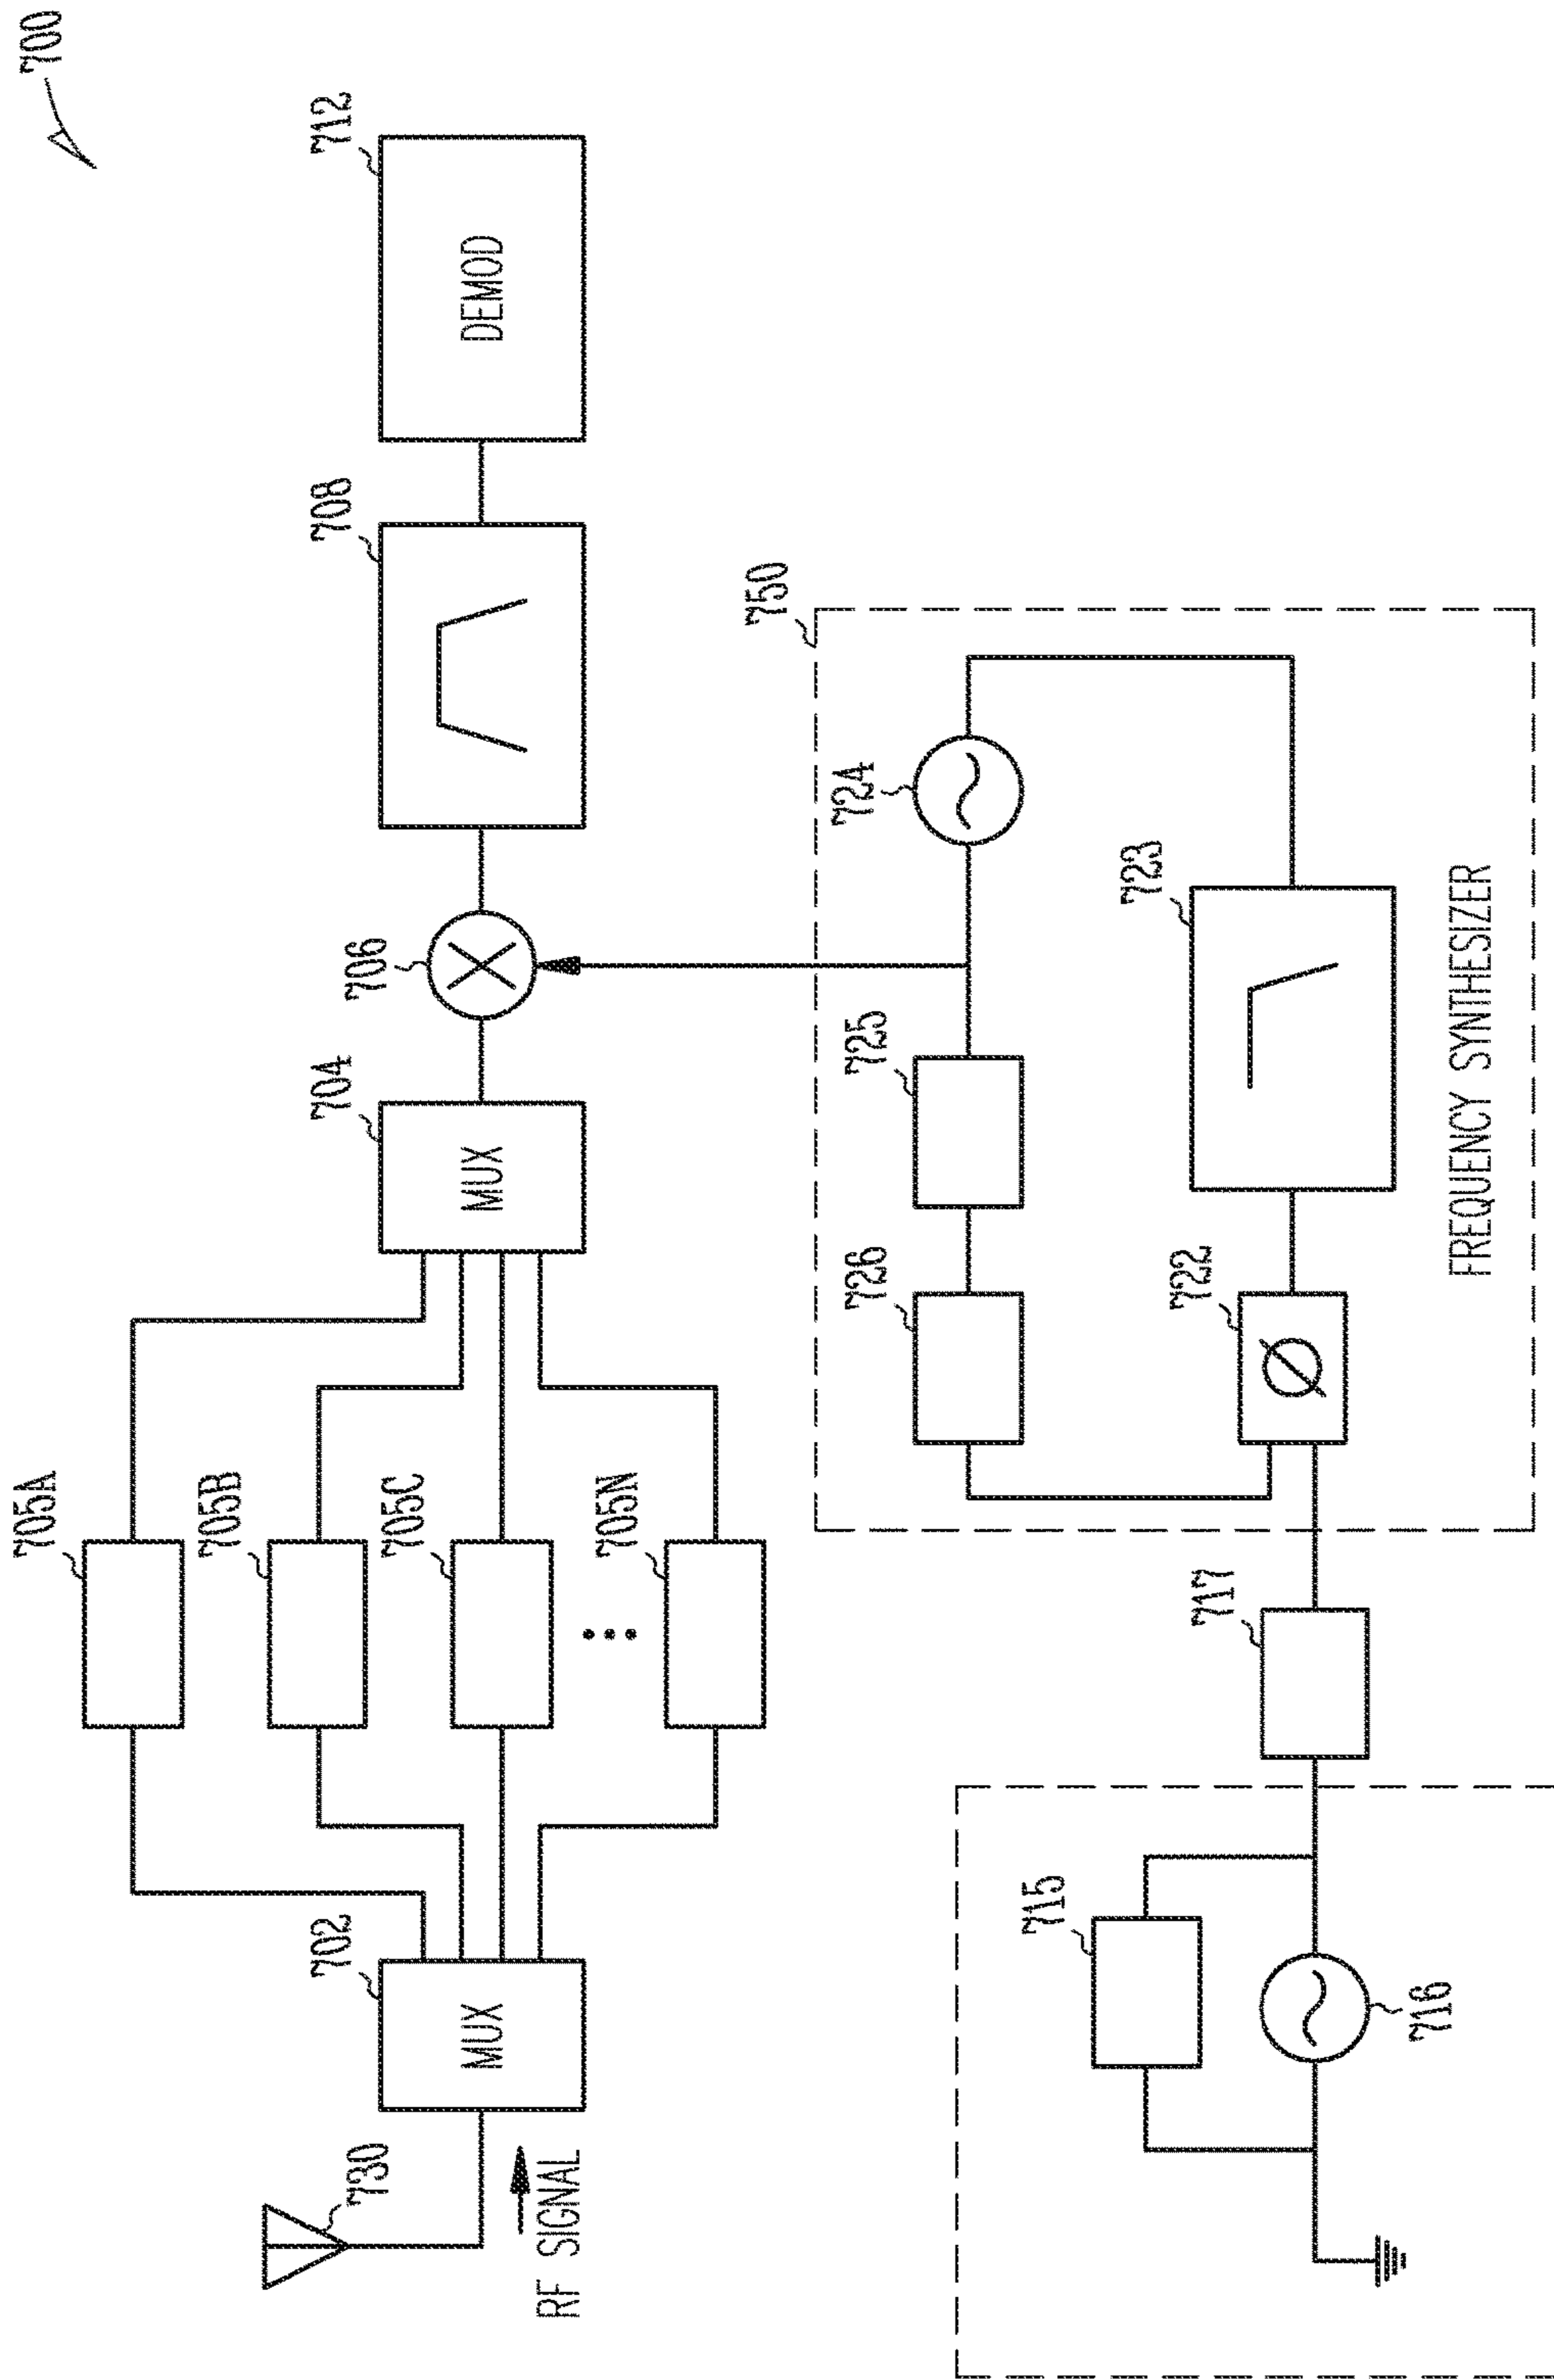 700
705A
705B
705C
705N
730
RF SIGNAL
702
MUX
704
MUX
706
708
712
DEMOD
750
724
725
726
723
722
FREQUENCY SYNTHESIZER
717
715
716